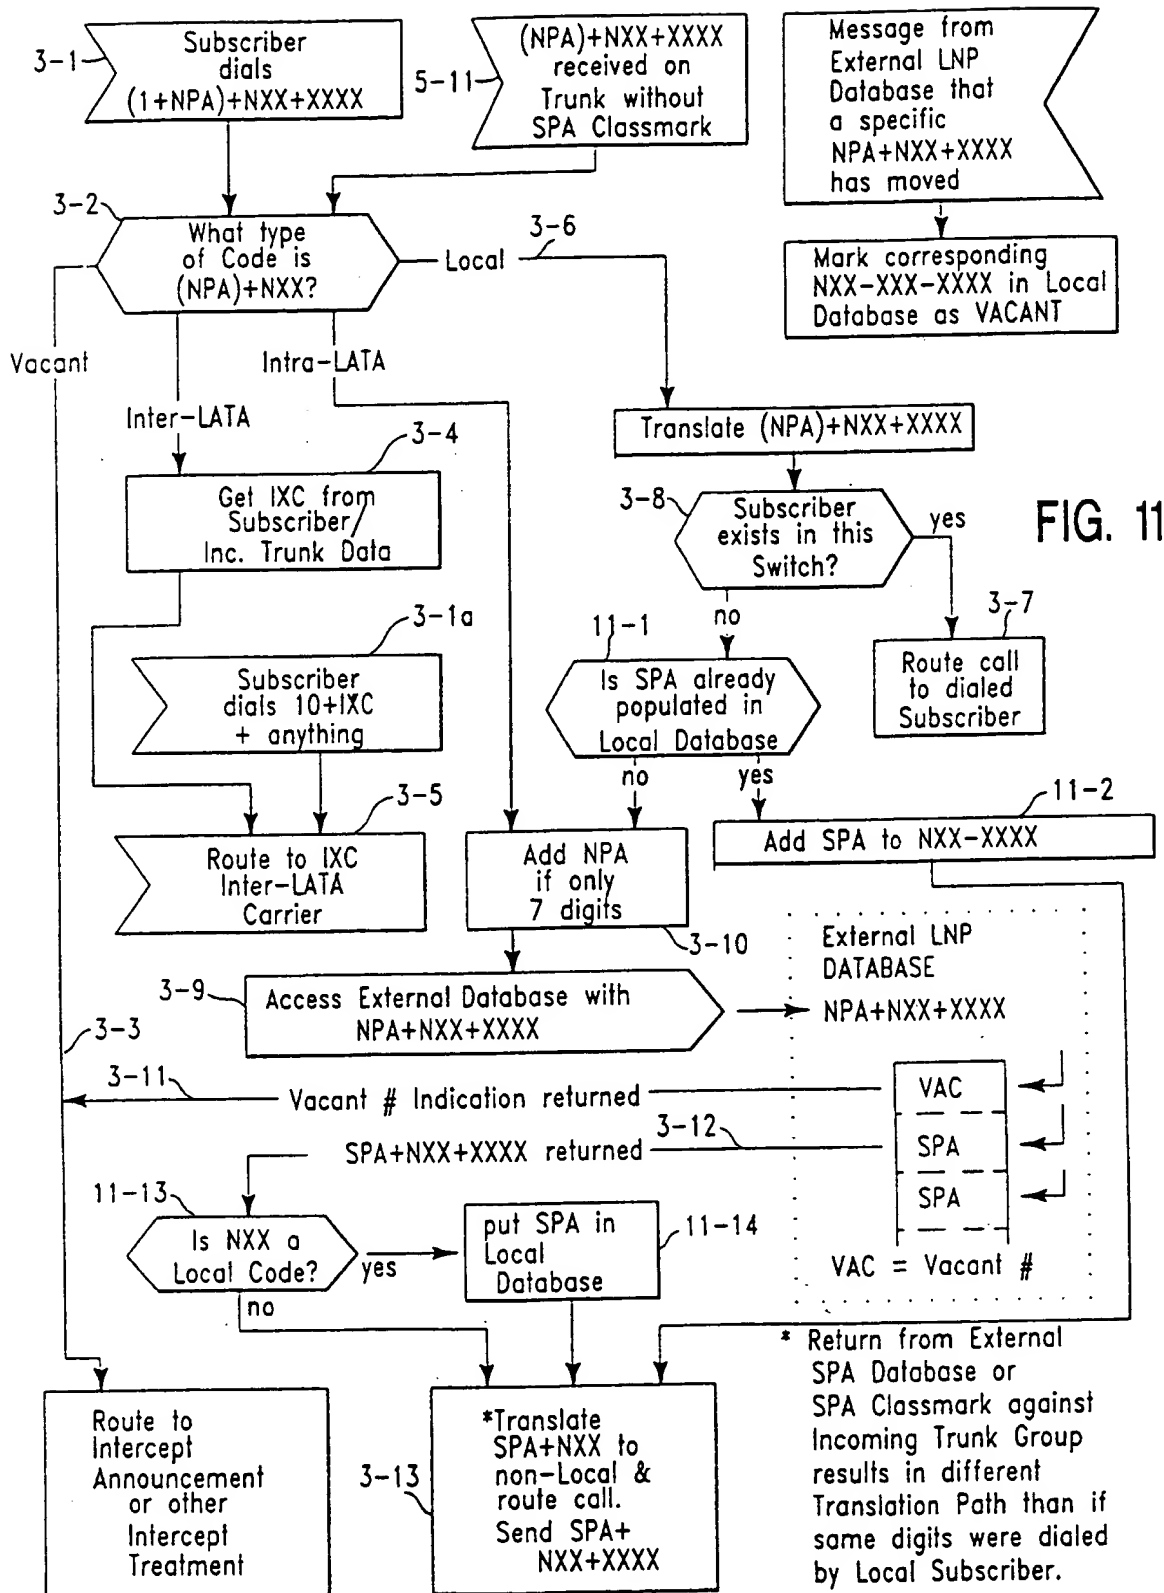 3-1
Subscriber
dials
(1+NPA)+NXX+XXXX
5-11
(NPA)+NXX+XXXX
received on
Trunk without
SPA Classmark
Message from
External LNP
Database that
a specific
NPA+NXX+XXXX
has moved
3-2
What type
of Code is
(NPA)+NXX?
Local
3-6
Mark corresponding
NXX-XXX-XXXX in Local
Database as VACANT
Vacant
Intra-LATA
Inter-LATA
3-4
Get IXC from
Subscriber/
Inc. Trunk Data
Translate (NPA)+NXX+XXXX
3-8
Subscriber
exists in this
Switch?
yes
FIG. 11
no
3-7
Route call
to dialed
Subscriber
3-1a
Subscriber
dials 10+IXC
+ anything
11-1
Is SPA already
populated in
Local Database
no
yes
3-5
Route to IXC
Inter-LATA
Carrier
Add NPA
if only
7 digits
3-10
11-2
Add SPA to NXX-XXXX
3-9
Access External Database with
NPA+NXX+XXXX
External LNP
DATABASE
NPA+NXX+XXXX
3-3
3-11
Vacant # Indication returned
VAC
3-12
SPA+NXX+XXXX returned
SPA
SPA
VAC = Vacant #
11-13
Is NXX a
Local Code?
yes
no
put SPA in
Local
Database
11-14
Route to
Intercept
Announcement
or other
Intercept
Treatment
3-13
*Translate
SPA+NXX to
non-Local &
route call.
Send SPA+
NXX+XXXX
* Return from External
SPA Database or
SPA Classmark against
Incoming Trunk Group
results in different
Translation Path than if
same digits were dialed
by Local Subscriber.